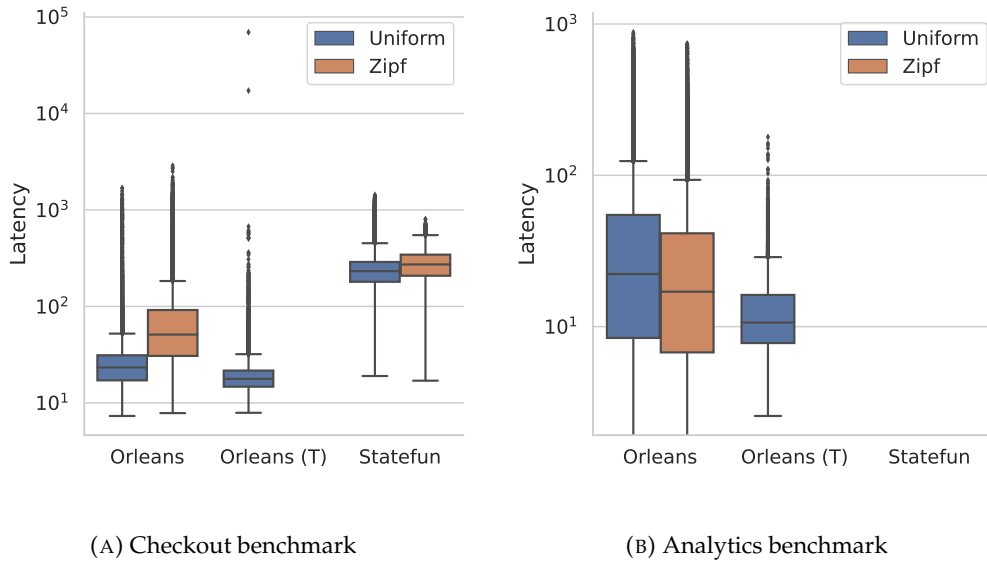 10^5
10^4
10^3
10^2
10^1
Latency
Uniform
Zipf
Orleans
Orleans (T)
Statefun
(A) Checkout benchmark
10^3
10^2
10^1
Latency
Uniform
Zipf
Orleans
Orleans (T)
Statefun
(B) Analytics benchmark